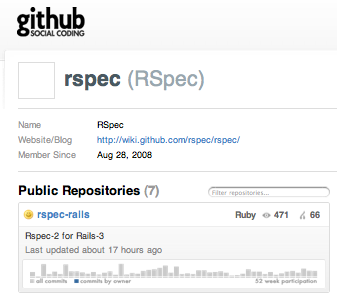 github
SOCIAL CODING
rspec (RSpec)
Name RSpec
Website/Blog http://wiki.github.com/rspec/rspec/
Member Since Aug 28, 2008
Public Repositories (7) Filter repositories...
rspec-rails Ruby 471 66
Rspec-2 for Rails-3
Last updated about 17 hours ago
all commits commits by owner 52 week participation